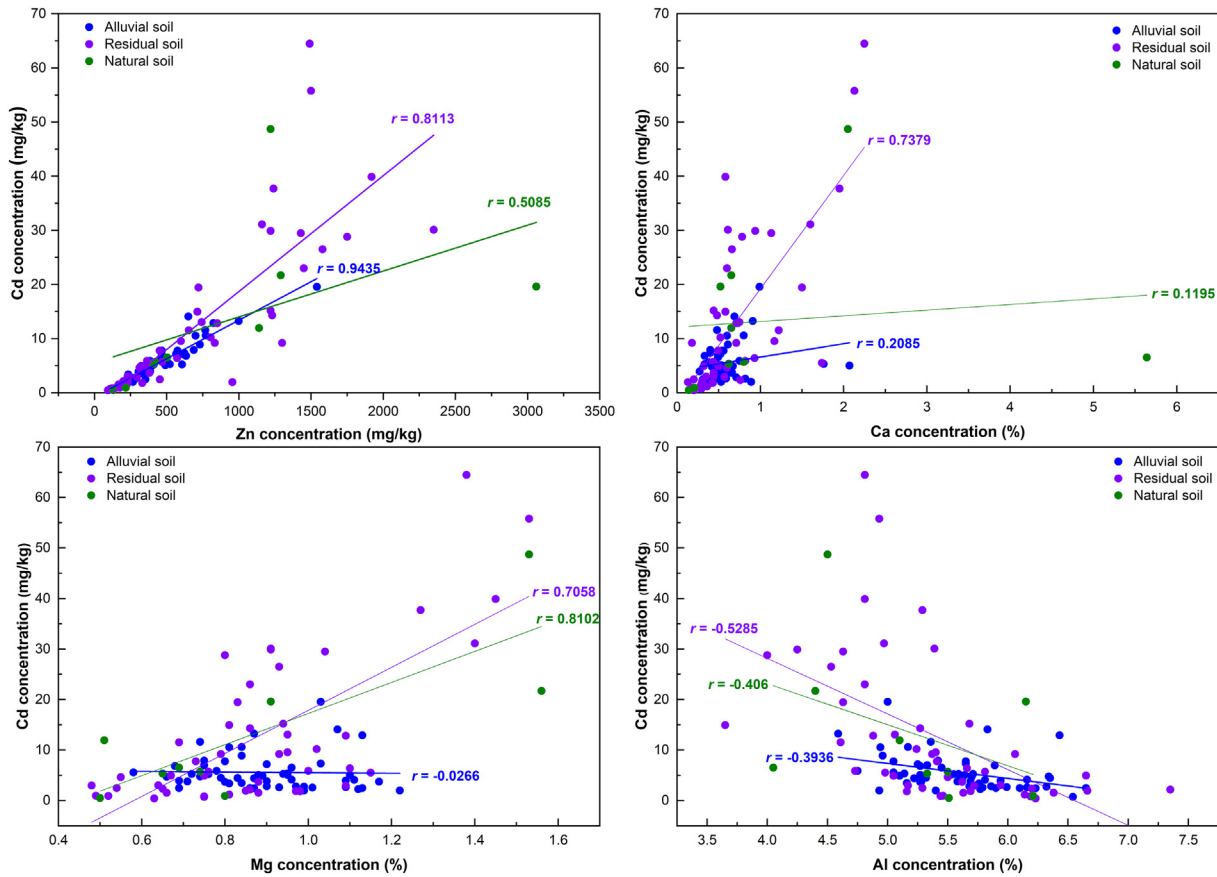 70
60
50
40
30
20
10
0
Cd concentration (mg/kg)
Alluvial soil
Residual soil
Natural soil
r = 0.8113
r = 0.5085
r = 0.9435
0 500 1000 1500 2000 2500 3000 3500
Zn concentration (mg/kg)
70
60
50
40
30
20
10
0
Cd concentration (mg/kg)
Alluvial soil
Residual soil
Natural soil
r = 0.7379
r = 0.1195
r = 0.2085
0 1 2 3 4 5 6
Ca concentration (%)
70
60
50
40
30
20
10
0
Cd concentration (mg/kg)
Alluvial soil
Residual soil
Natural soil
r = 0.7058
r = 0.8102
r = -0.0266
0.4 0.6 0.8 1.0 1.2 1.4 1.6
Mg concentration (%)
70
60
50
40
30
20
10
0
Cd concentration (mg/kg)
Alluvial soil
Residual soil
Natural soil
r = -0.5285
r = -0.406
r = -0.3936
3.5 4.0 4.5 5.0 5.5 6.0 6.5 7.0 7.5
Al concentration (%)